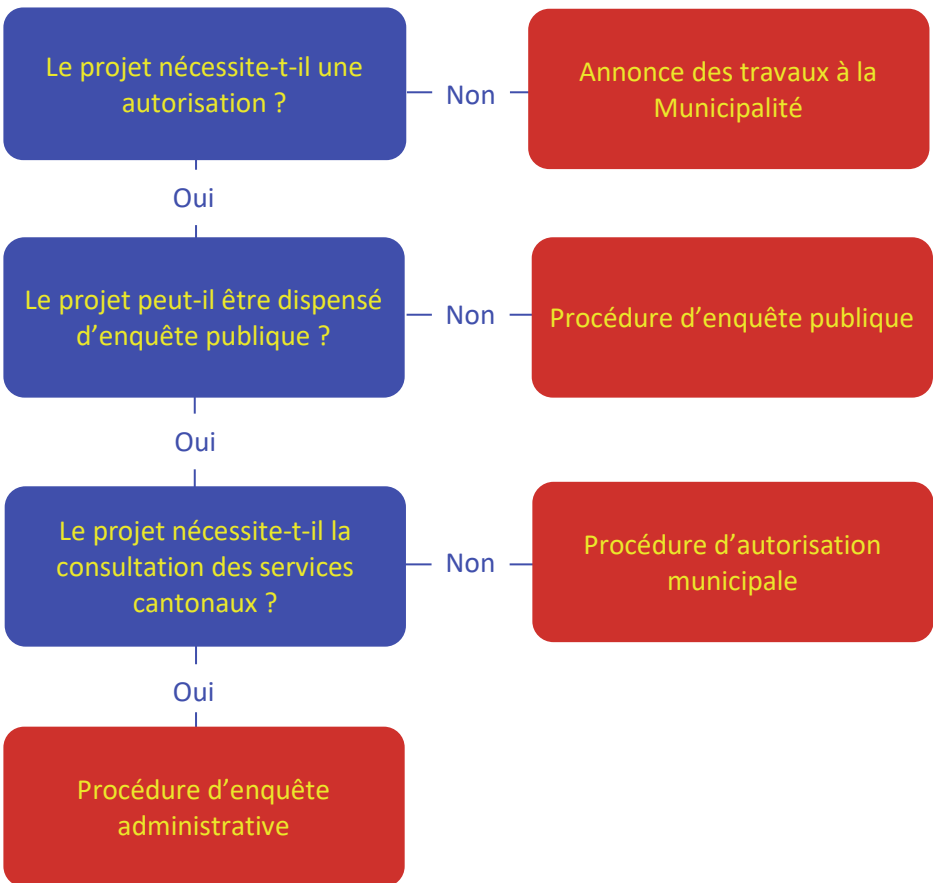 Le projet nécessite-t-il une
autorisation ?
Non
Annonce des travaux à la
Municipalité
Oui
Le projet peut-il être dispensé
d'enquête publique ?
Non
Procédure d'enquête publique
Oui
Le projet nécessite-t-il la
consultation des services
cantonaux ?
Non
Procédure d'autorisation
municipale
Oui
Procédure d'enquête
administrative